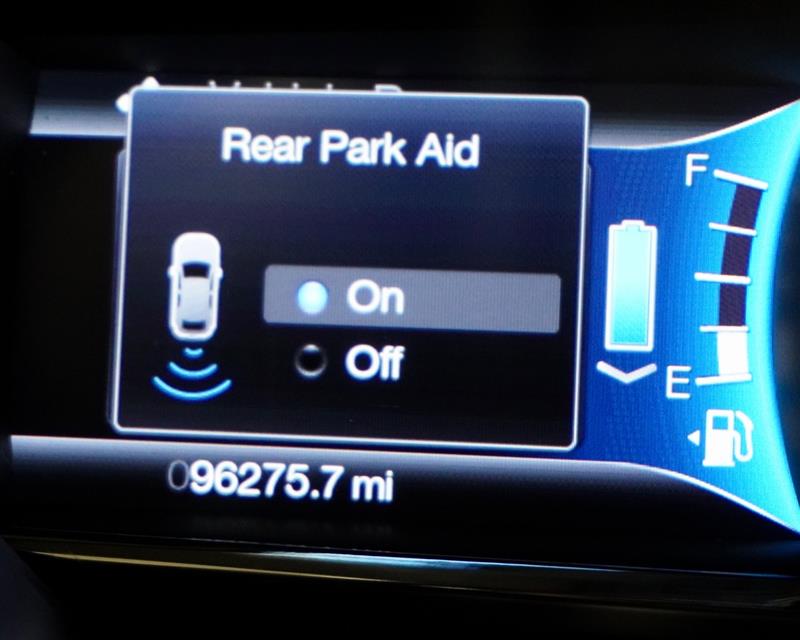 Rear Park Aid
On
Off
F
E
096275.7 mi